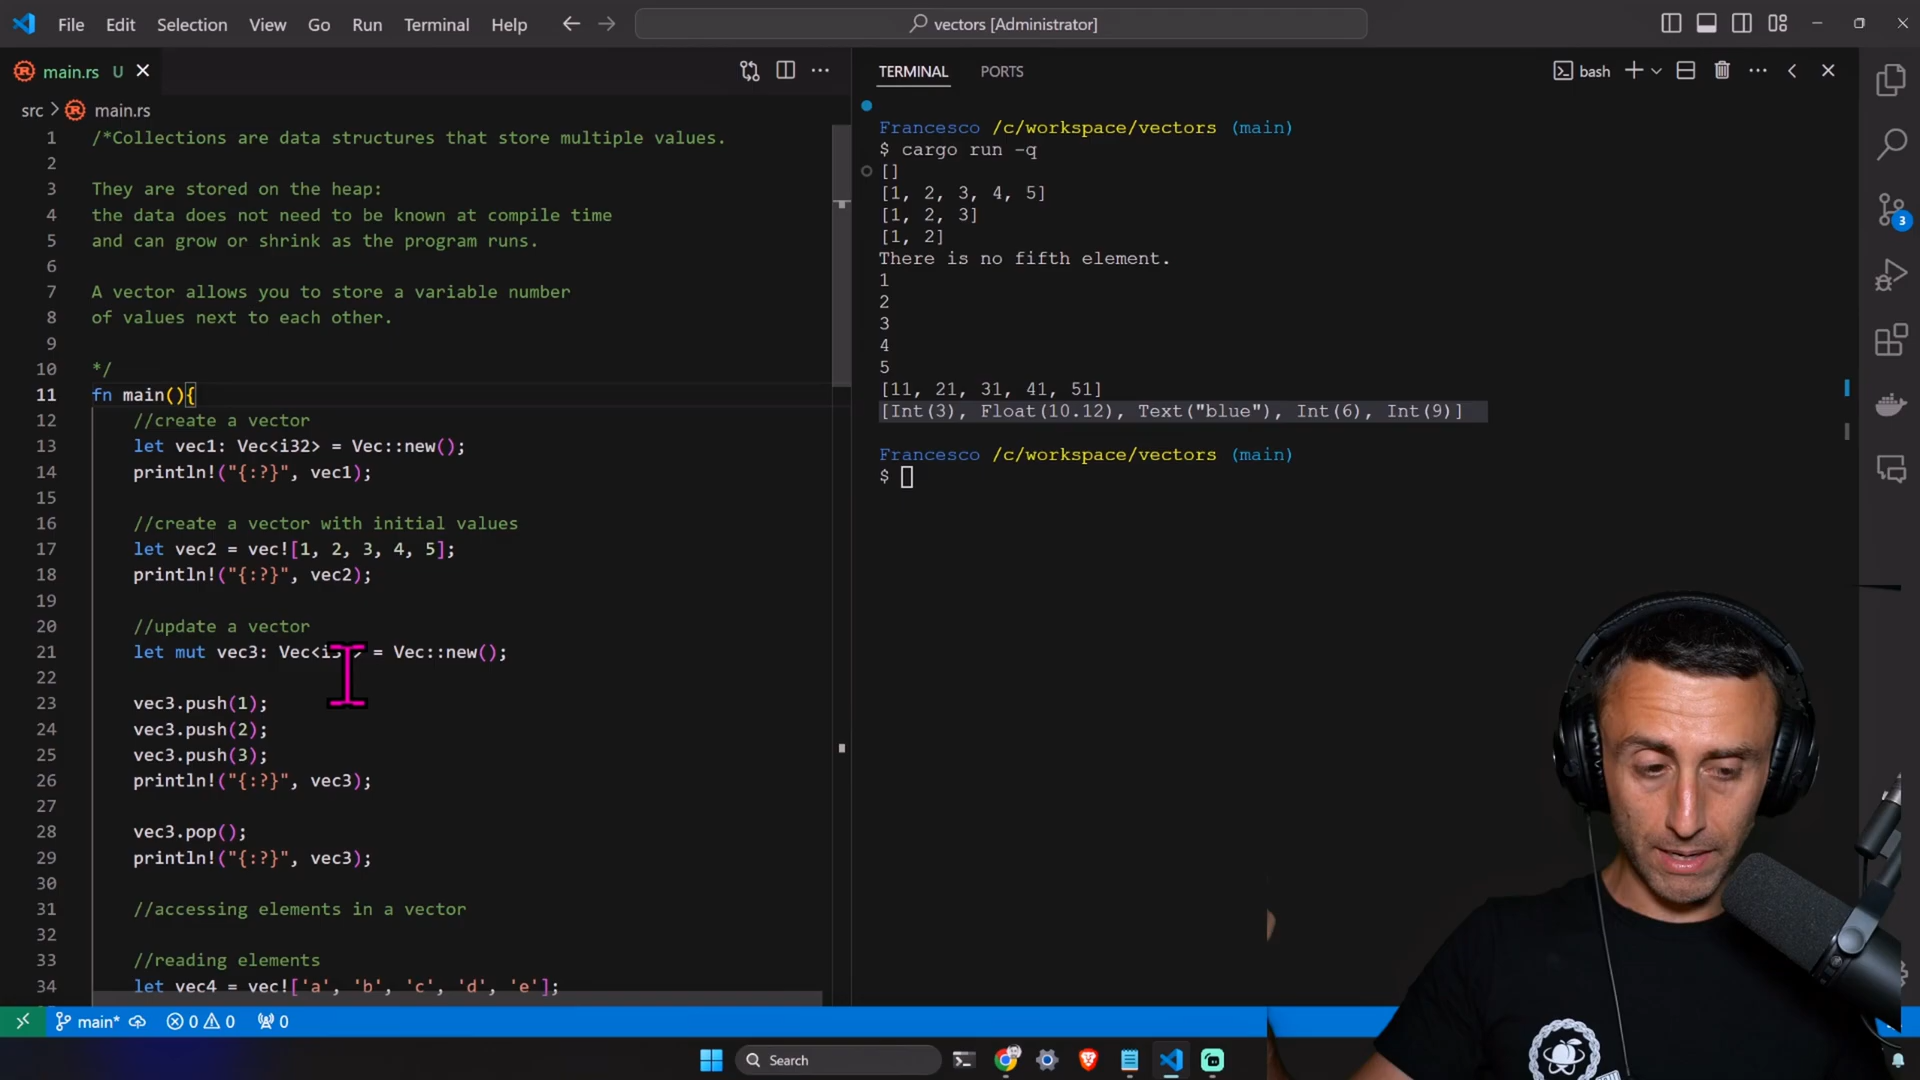 File Edit Selection View Go Run Terminal Help
vectors [Administrator]
main.rs U
src > main.rs
1 /*Collections are data structures that store multiple values.
2
3 They are stored on the heap:
4 the data does not need to be known at compile time
5 and can grow or shrink as the program runs.
6
7 A vector allows you to store a variable number
8 of values next to each other.
9
10 */
11 fn main(){
12 //create a vector
13 let vec1: Vec<i32> = Vec::new();
14 println!("{:?}", vec1);
15
16 //create a vector with initial values
17 let vec2 = vec![1, 2, 3, 4, 5];
18 println!("{:?}", vec2);
19
20 //update a vector
21 let mut vec3: Vec<i3 > = Vec::new();
22
23 vec3.push(1);
24 vec3.push(2);
25 vec3.push(3);
26 println!("{:?}", vec3);
27
28 vec3.pop();
29 println!("{:?}", vec3);
30
31 //accessing elements in a vector
32
33 //reading elements
34 let vec4 = vec!['a', 'b', 'c', 'd', 'e'];
TERMINAL PORTS
bash
Francesco /c/workspace/vectors (main)
$ cargo run -q
[]
[1, 2, 3, 4, 5]
[1, 2, 3]
[1, 2]
There is no fifth element.
1
2
3
4
5
[11, 21, 31, 41, 51]
[Int(3), Float(10.12), Text("blue"), Int(6), Int(9)]
Francesco /c/workspace/vectors (main)
$
3
main* 0 0 0
Search